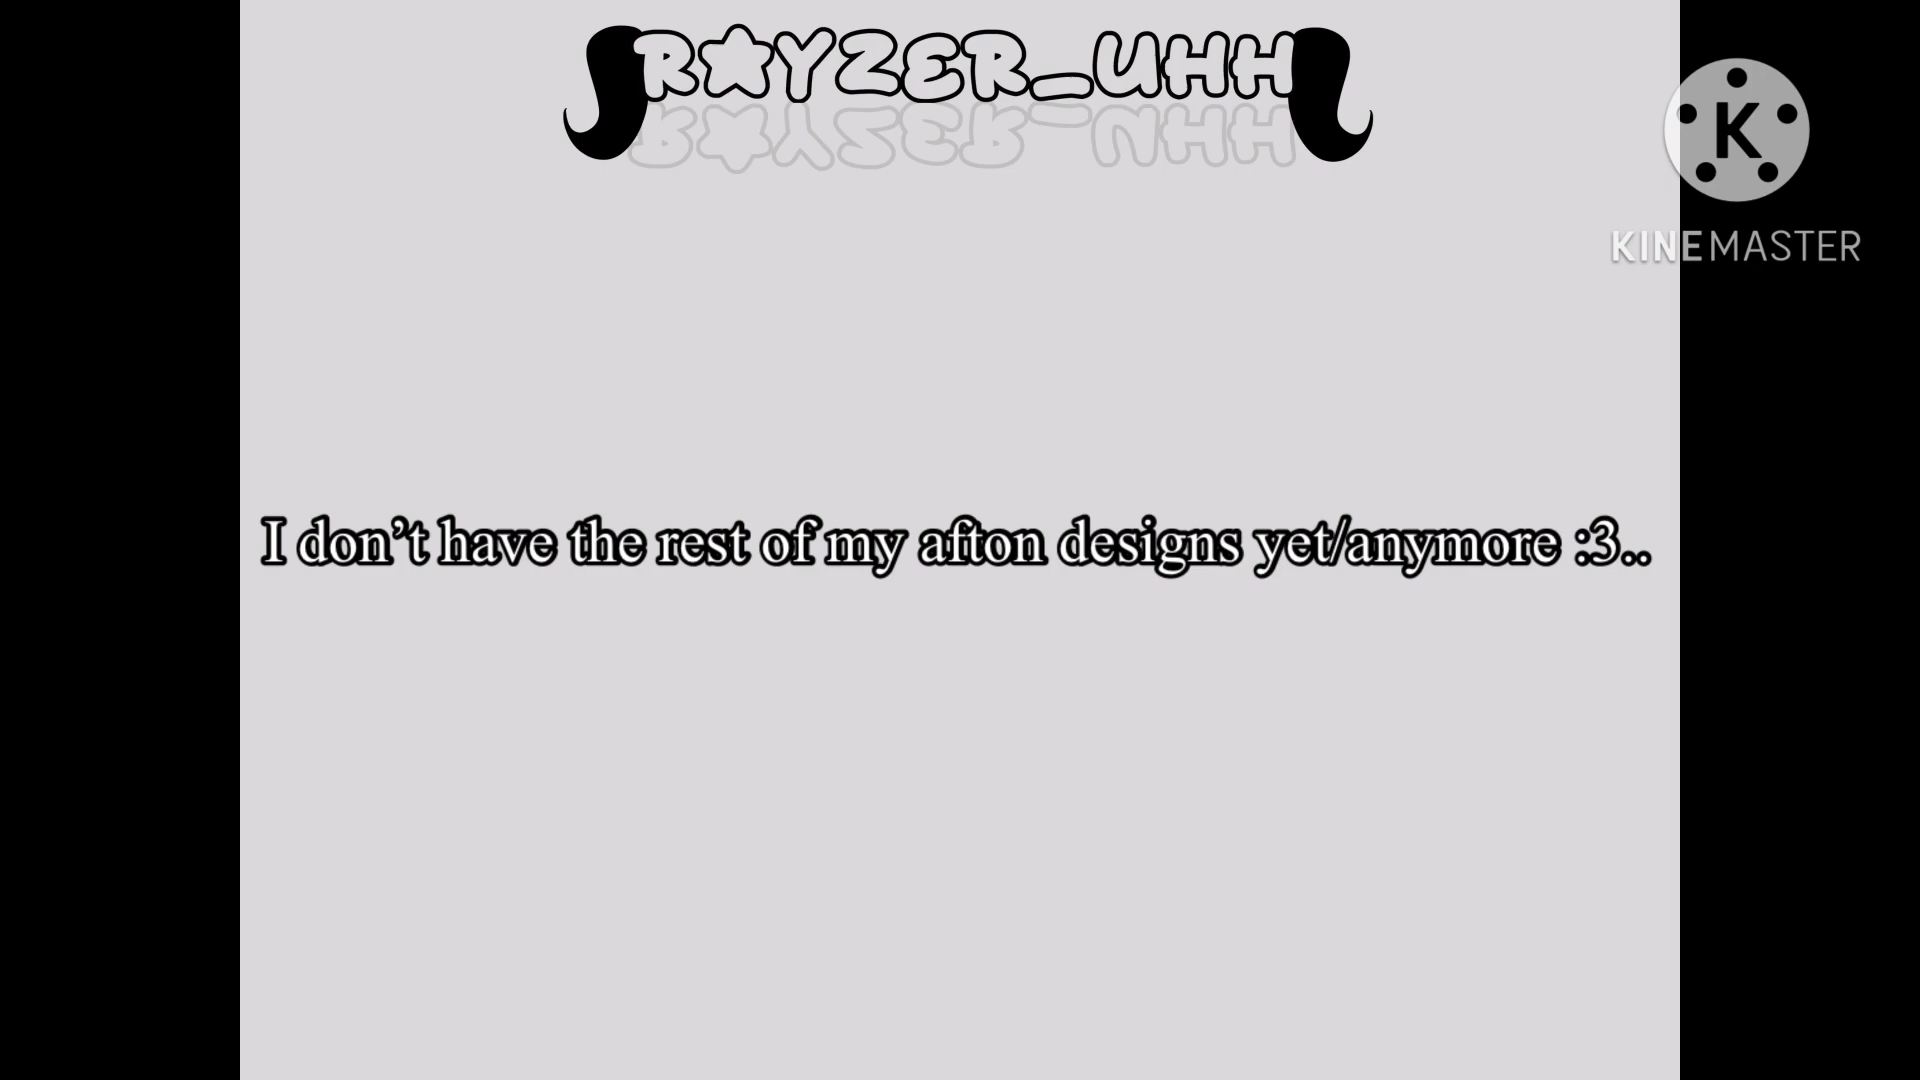 R★YZER_UHH
K
KINEMASTER
I don’t have the rest of my afton designs yet/anymore :3..